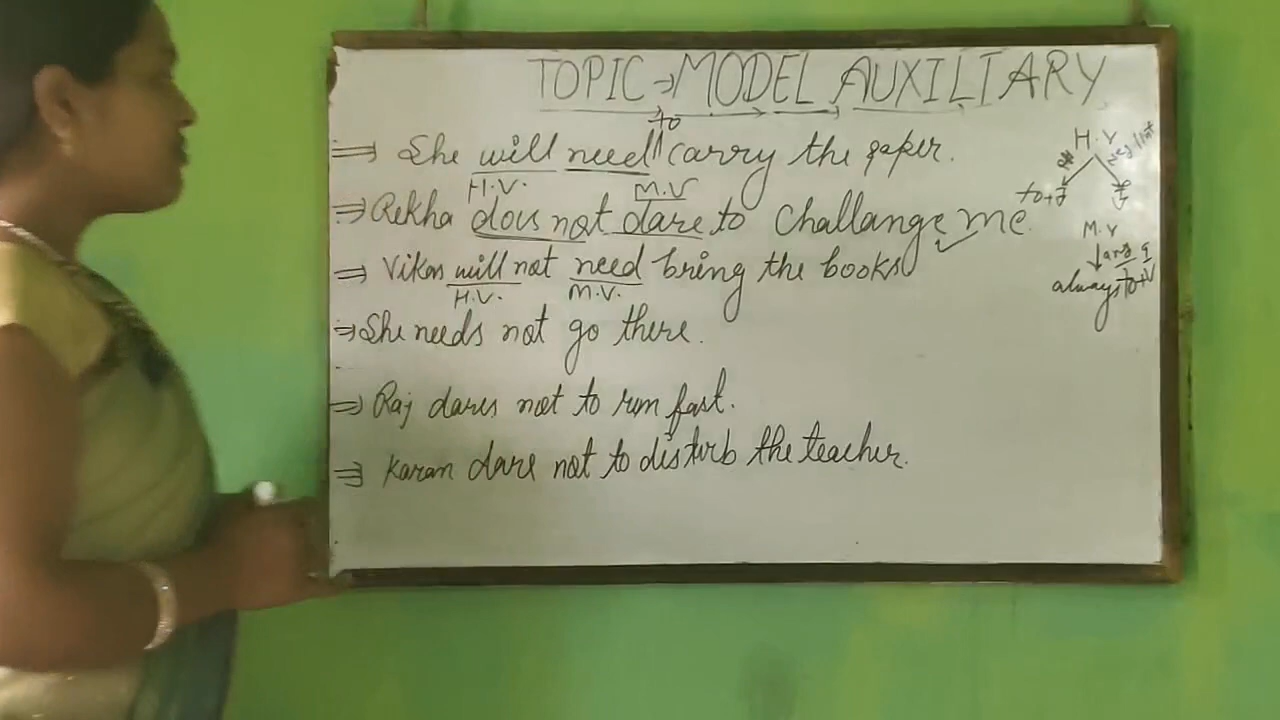 TOPIC → MODEL AUXILIARY
to
⇒ She will need carry the paper.
H.V. M.V
⇒ Rekha does not dare to challange me.
⇒ Vikas will not need bring the books
H.V. M.V.
⇒ She needs not go there.
⇒ Raj dares not to run fast.
⇒ Karan dare not to disturb the teacher.
H.V
M.V
always to+V